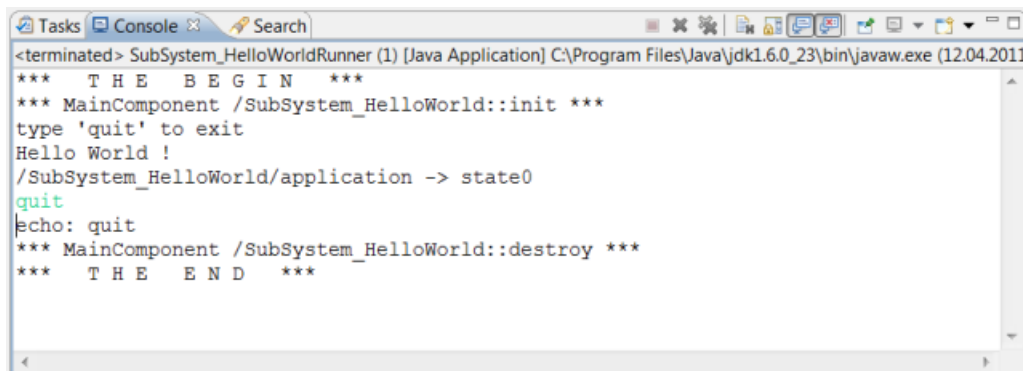 Tasks Console Search
<terminated> SubSystem_HelloWorldRunner (1) [Java Application] C:\Program Files\Java\jdk1.6.0_23\bin\javaw.exe (12.04.2011
***   T H E   B E G I N   ***
*** MainComponent /SubSystem_HelloWorld::init ***
type 'quit' to exit
Hello World !
/SubSystem_HelloWorld/application -> state0
quit
echo: quit
*** MainComponent /SubSystem_HelloWorld::destroy ***
***   T H E   E N D   ***